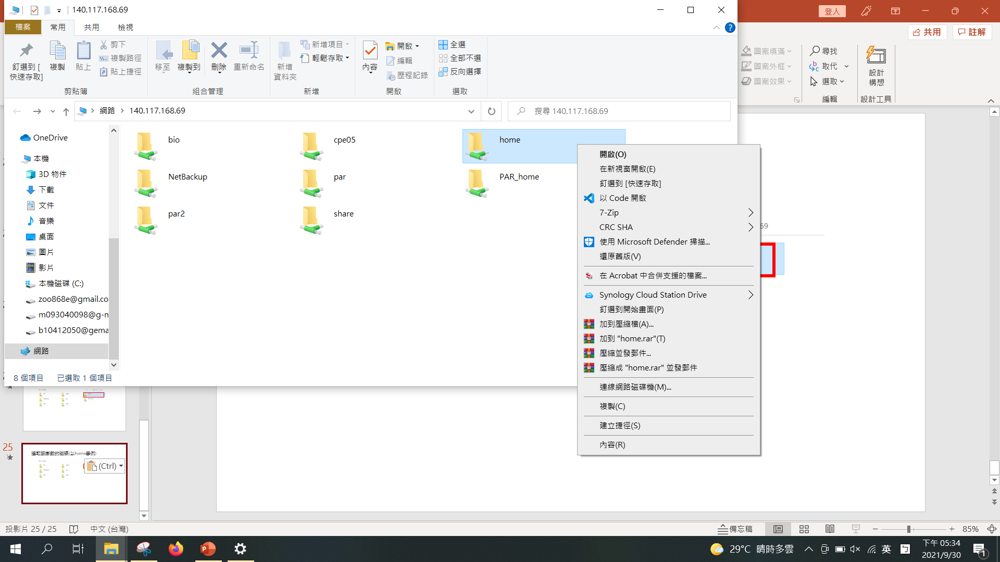 140.117.168.69
登入
檔案
常用
共用
檢視
共用
註解
釘選到 [
快速存取]
複製
貼上
剪下
複製路徑
貼上捷徑
移至
複製到
刪除
重新命名
新增
資料夾
新增項目
輕鬆存取
內容
開啟
編輯
歷程記錄
全選
全部不選
反向選擇
剪貼簿
組合管理
新增
開啟
選取
圖案填滿
圖案外框
圖案效果
尋找
取代
選取
編輯
設計
構想
設計工具
網路
140.117.168.69
搜尋 140.117.168.69
OneDrive
本機
3D 物件
下載
文件
音樂
桌面
圖片
影片
本機磁碟 (C:)
zoo868e@gmail.co
m093040098@g-n
b10412050@gema
網路
bio
cpe05
home
NetBackup
par
PAR_home
par2
share
8 個項目
已選取 1 個項目
開啟(O)
在新視窗開啟(E)
釘選到 [快速存取]
以 Code 開啟
7-Zip
CRC SHA
使用 Microsoft Defender 掃描...
還原舊版(V)
在 Acrobat 中合併支援的檔案...
Synology Cloud Station Drive
釘選到開始畫面(P)
加到壓縮檔(A)...
加到 "home.rar"(T)
壓縮並發郵件...
壓縮成 "home.rar" 並發郵件
連線網路磁碟機(M)...
複製(C)
建立捷徑(S)
內容(R)
69
25
選取要掛載的磁碟(以home舉例)
(Ctrl)
投影片 25 / 25
中文 (台灣)
備忘稿
85%
29°C 晴時多雲
英
下午 05:34
2021/9/30
1